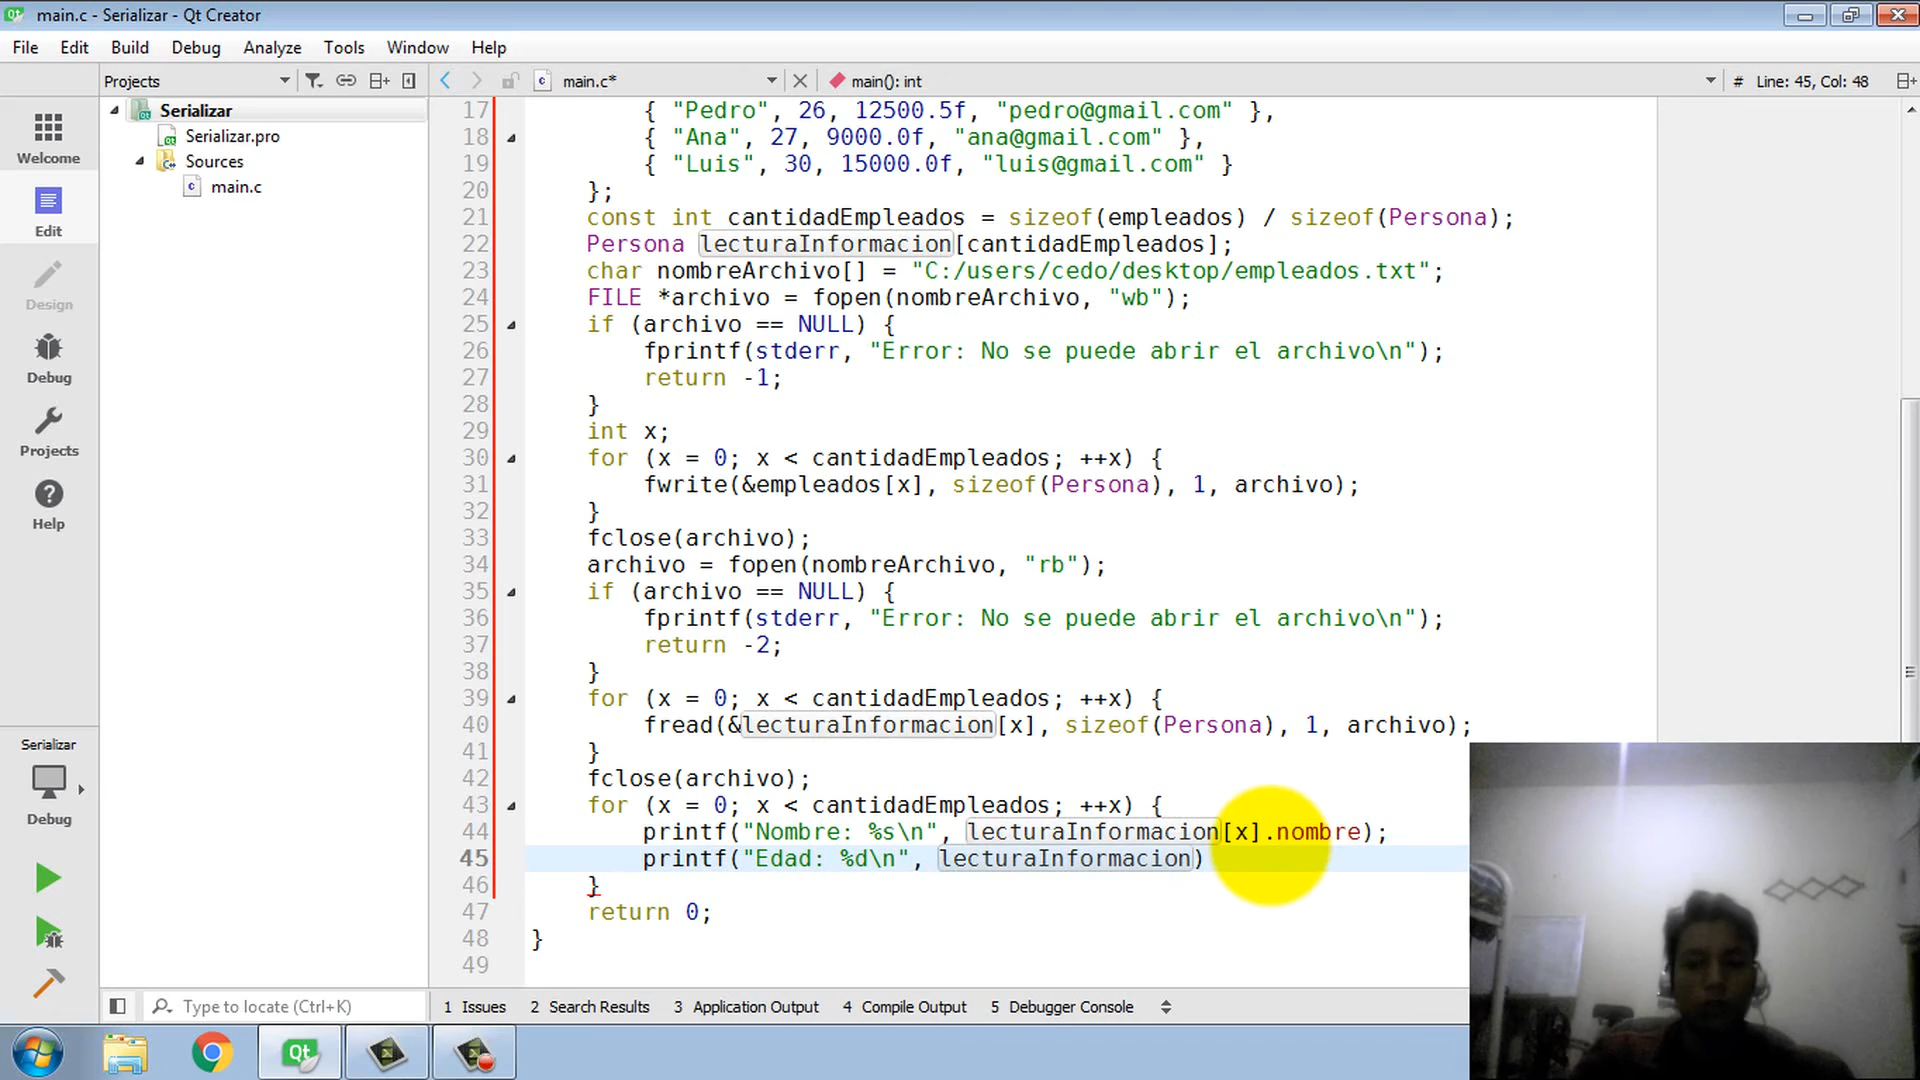 main.c - Serializar - Qt Creator
File Edit Build Debug Analyze Tools Window Help
Projects
main.c*
main(): int
# Line: 45, Col: 48
Welcome
Edit
Design
Debug
Projects
Help
Serializar
Debug
Serializar
Serializar.pro
Sources
main.c
17 { "Pedro", 26, 12500.5f, "pedro@gmail.com" },
18 { "Ana", 27, 9000.0f, "ana@gmail.com" },
19 { "Luis", 30, 15000.0f, "luis@gmail.com" }
20 };
21 const int cantidadEmpleados = sizeof(empleados) / sizeof(Persona);
22 Persona lecturaInformacion[cantidadEmpleados];
23 char nombreArchivo[] = "C:/users/cedo/desktop/empleados.txt";
24 FILE *archivo = fopen(nombreArchivo, "wb");
25 if (archivo == NULL) {
26 fprintf(stderr, "Error: No se puede abrir el archivo\n");
27 return -1;
28 }
29 int x;
30 for (x = 0; x < cantidadEmpleados; ++x) {
31 fwrite(&empleados[x], sizeof(Persona), 1, archivo);
32 }
33 fclose(archivo);
34 archivo = fopen(nombreArchivo, "rb");
35 if (archivo == NULL) {
36 fprintf(stderr, "Error: No se puede abrir el archivo\n");
37 return -2;
38 }
39 for (x = 0; x < cantidadEmpleados; ++x) {
40 fread(&lecturaInformacion[x], sizeof(Persona), 1, archivo);
41 }
42 fclose(archivo);
43 for (x = 0; x < cantidadEmpleados; ++x) {
44 printf("Nombre: %s\n", lecturaInformacion[x].nombre);
45 printf("Edad: %d\n", lecturaInformacion)
46 }
47 return 0;
48 }
49
Type to locate (Ctrl+K)
1 Issues 2 Search Results 3 Application Output 4 Compile Output 5 Debugger Console